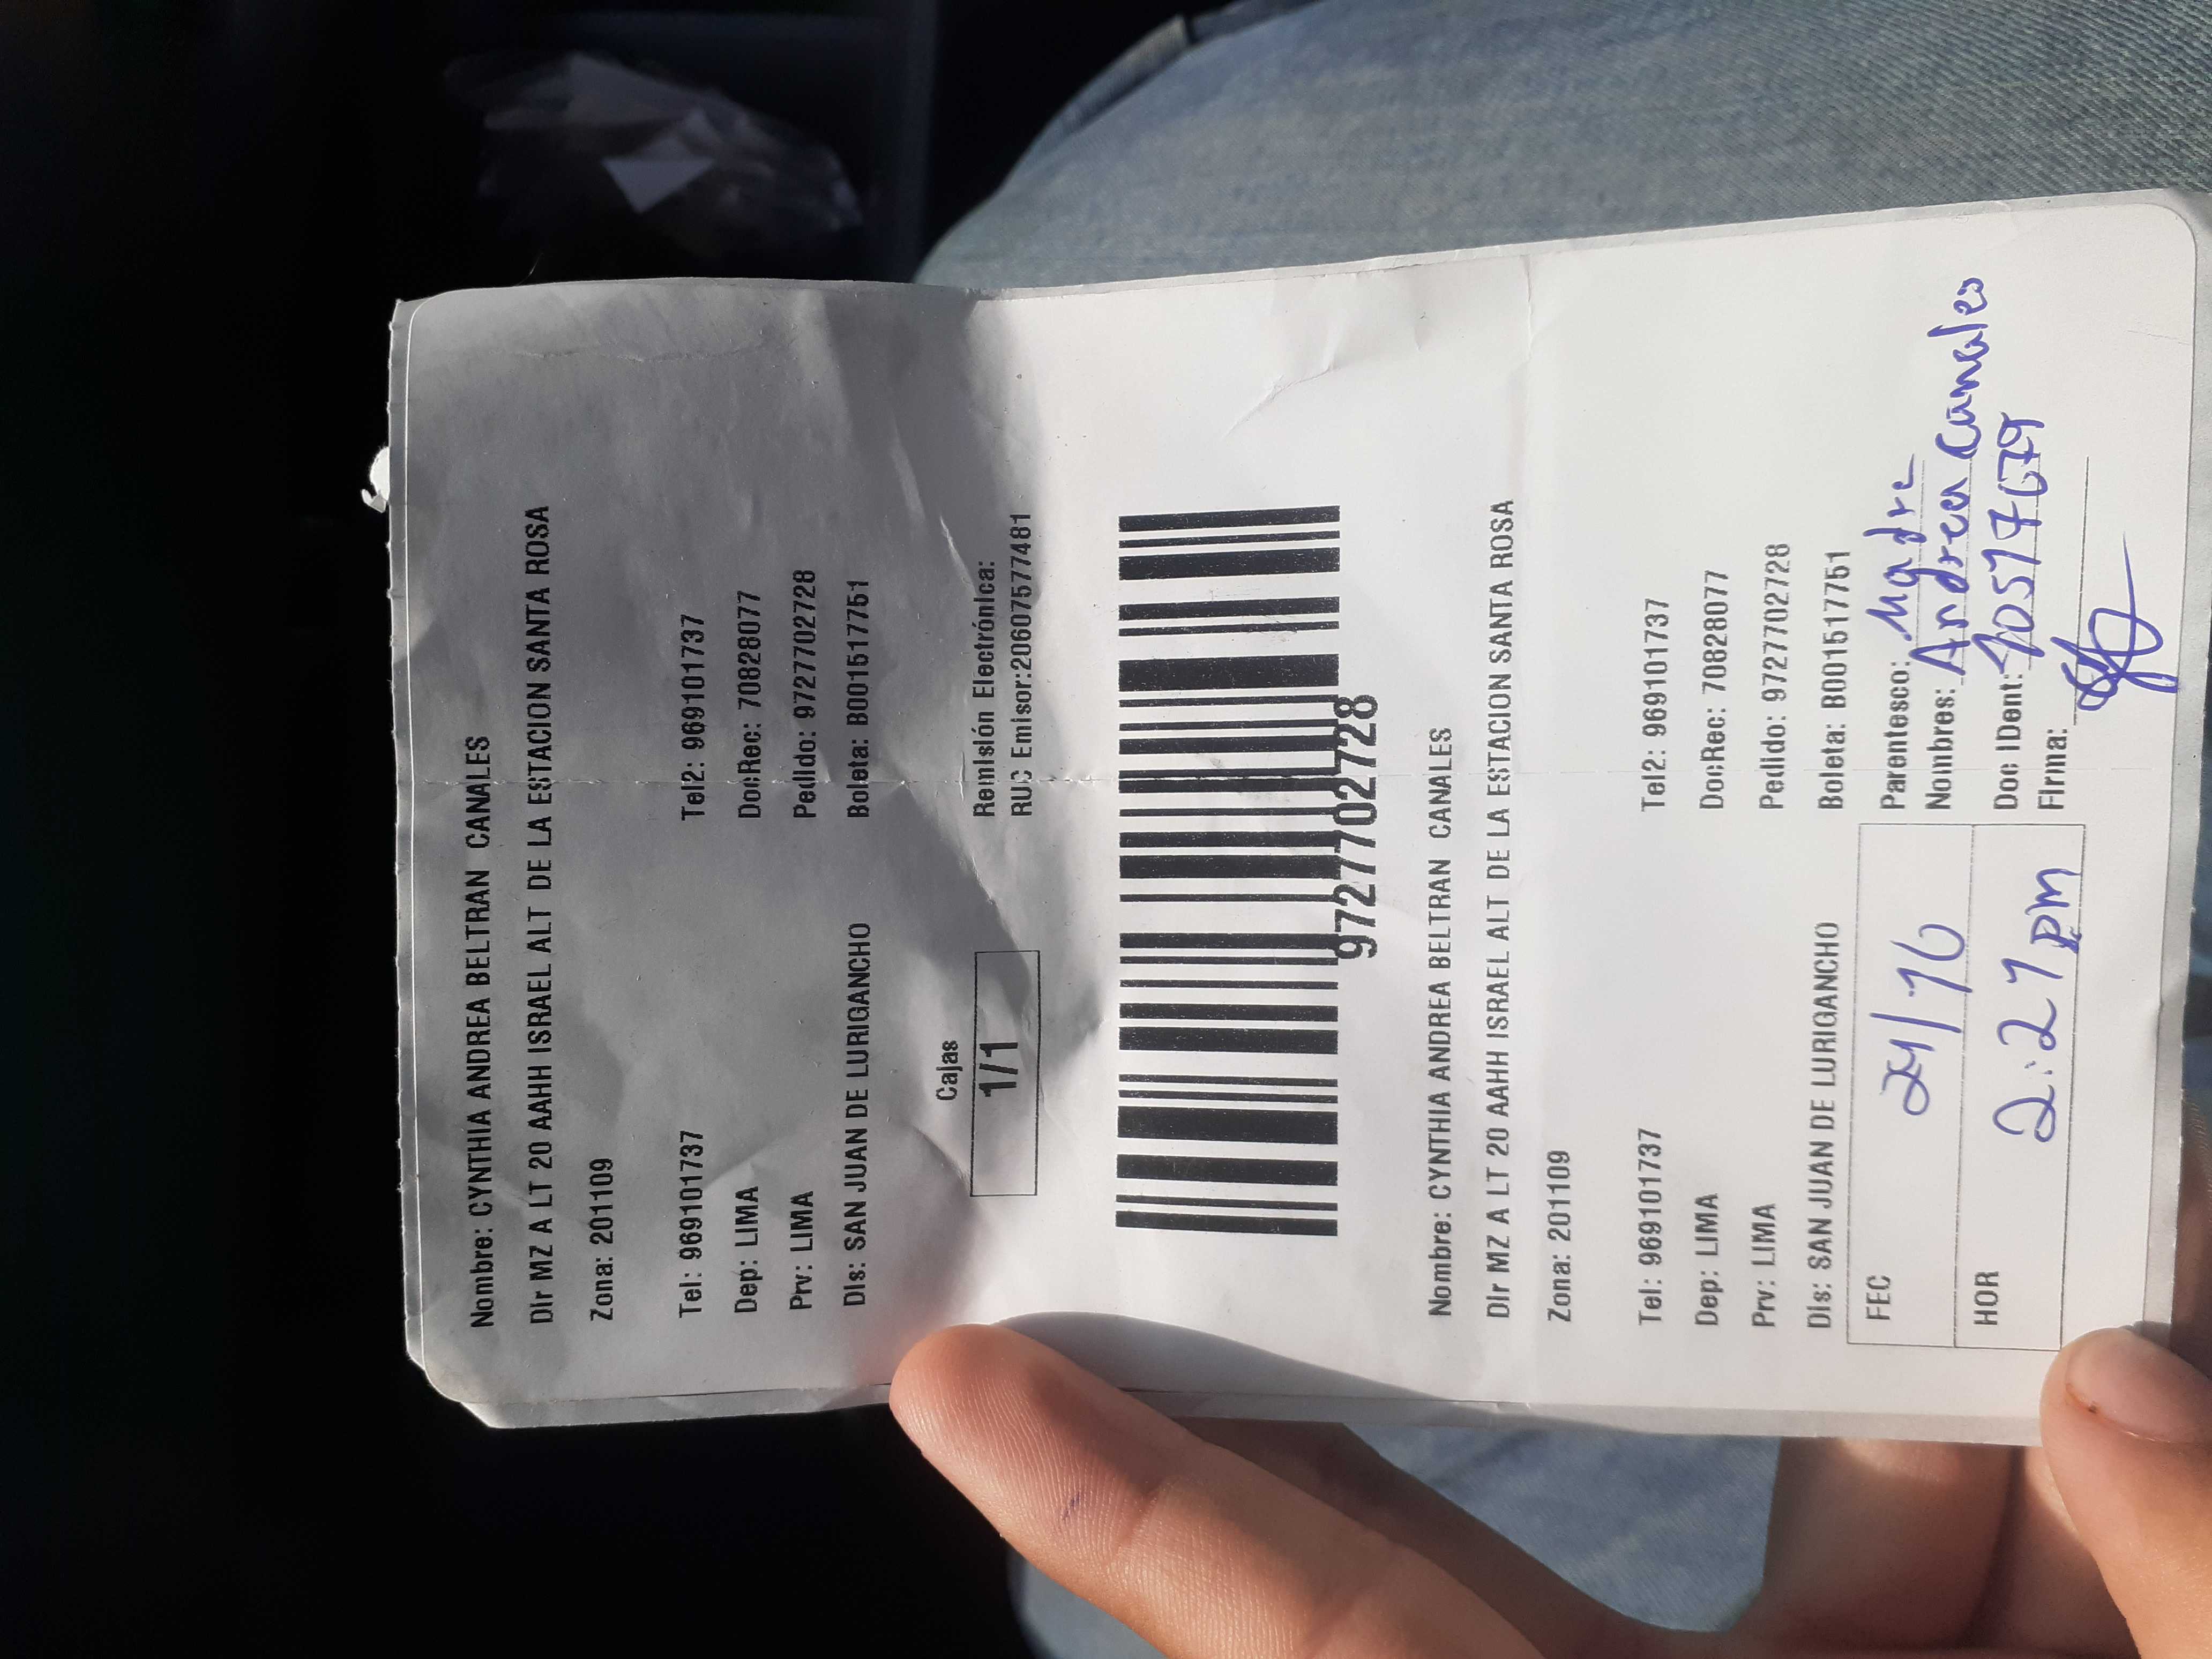 Nombre: CYNTHIA ANDREA BELTRAN CANALES
Dir MZ A LT 20 AAHH ISRAEL ALT DE LA ESTACION SANTA ROSA
Zona: 201109
Tel: 969101737 Tel2: 969101737
Dep: LIMA DocRec: 70828077
Prv: LIMA Pedido: 9727702728
Dis: SAN JUAN DE LURIGANCHO Boleta: B001517751
Cajas
1/1
Remisión Electrónica:
RUC Emisor:20607577481
9727702728
Nombre: CYNTHIA ANDREA BELTRAN CANALES
Dir MZ A LT 20 AAHH ISRAEL ALT DE LA ESTACION SANTA ROSA
Zona: 201109
Tel: 969101737 Tel2: 969101737
Dep: LIMA DocRec: 70828077
Prv: LIMA Pedido: 9727702728
Dis: SAN JUAN DE LURIGANCHO Boleta: B001517751
FEC 24/10 Parentesco: Madre
Nombres: Andrea Canales
HOR 2:27 pm Doc IDent:
Firma: